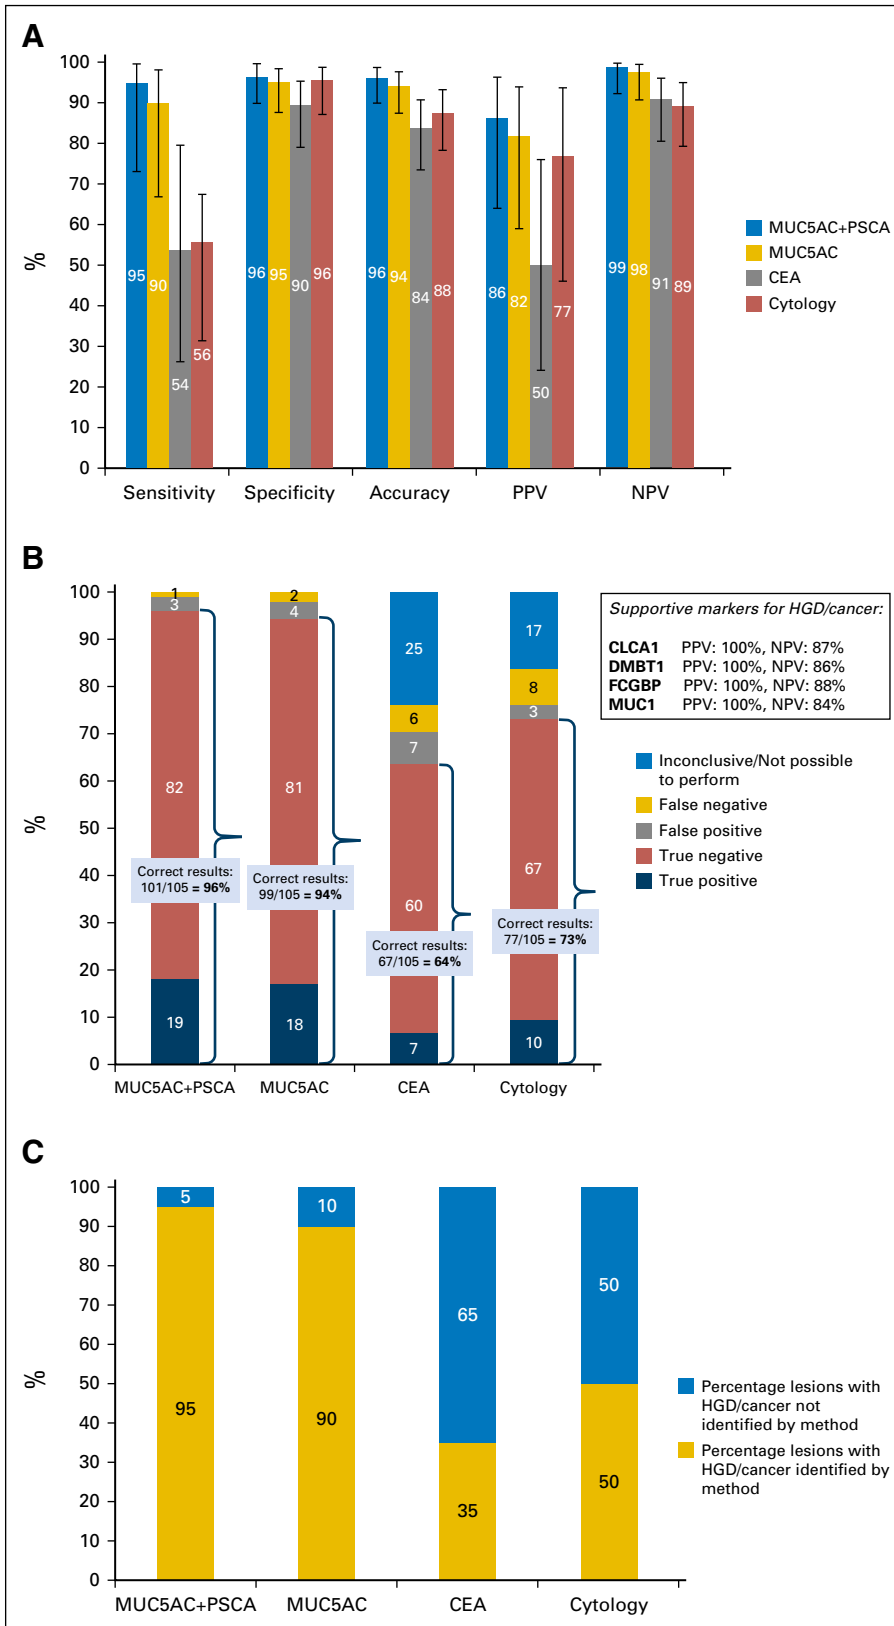 A
100
90
80
70
60
50
40
30
20
10
0
%
95
90
54
56
96
95
90
96
96
94
84
88
86
82
50
77
99
98
91
89
Sensitivity
Specificity
Accuracy
PPV
NPV
MUC5AC+PSCA
MUC5AC
CEA
Cytology
B
100
90
80
70
60
50
40
30
20
10
0
%
1
3
82
19
Correct results:
101/105 = 96%
2
4
81
18
Correct results:
99/105 = 94%
25
6
7
60
7
Correct results:
67/105 = 64%
17
8
3
67
10
Correct results:
77/105 = 73%
MUC5AC+PSCA
MUC5AC
CEA
Cytology
Supportive markers for HGD/cancer:
CLCA1 PPV: 100%, NPV: 87%
DMBT1 PPV: 100%, NPV: 86%
FCGBP PPV: 100%, NPV: 88%
MUC1 PPV: 100%, NPV: 84%
Inconclusive/Not possible
to perform
False negative
False positive
True negative
True positive
C
100
90
80
70
60
50
40
30
20
10
0
%
5
95
10
90
65
35
50
50
MUC5AC+PSCA
MUC5AC
CEA
Cytology
Percentage lesions with
HGD/cancer not
identified by method
Percentage lesions with
HGD/cancer identified by
method